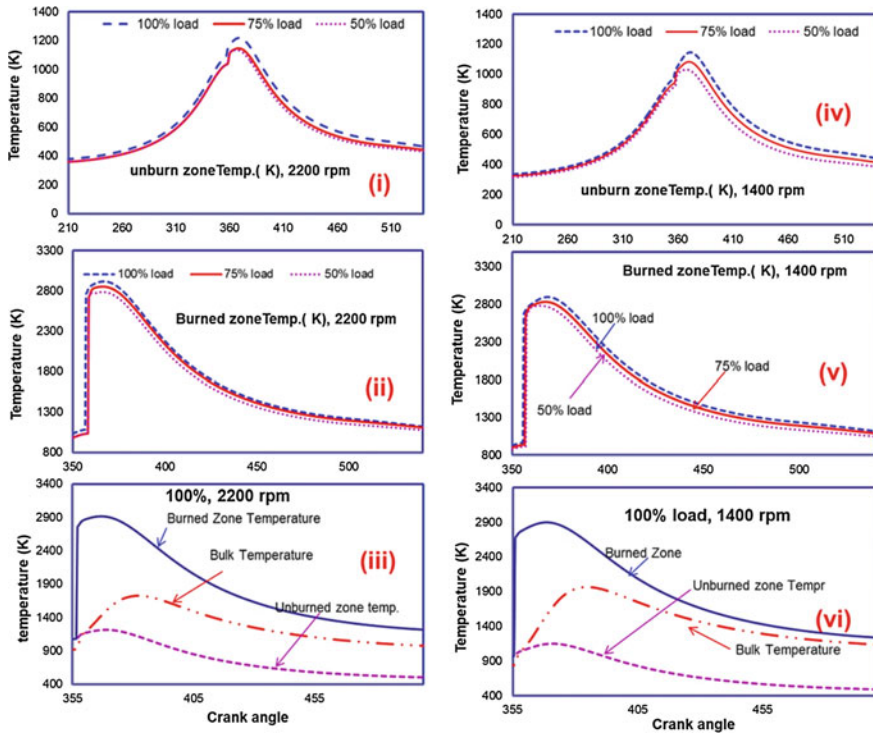 1400
1200
1000
800
600
400
200
0
Temperature (K)
100% load
75% load
50% load
unburn zoneTemp.( K), 2200 rpm
(i)
210 260 310 360 410 460 510
1400
1200
1000
800
600
400
200
0
Temperature (K)
100% load
75% load
50% load
(iv)
unburn zoneTemp.( K), 1400 rpm
210 260 310 360 410 460 510
3300
2800
2300
1800
1300
800
Temperature (K)
100% load
75% load
50% load
Burned zoneTemp.( K), 2200 rpm
(ii)
350 400 450 500
3300
2800
2300
1800
1300
800
Temperature (K)
Burned zoneTemp.( K), 1400 rpm
100% load
75% load
50% load
(v)
350 400 450 500
3400
2900
2400
1900
1400
900
400
temperature (K)
100%, 2200 rpm
Burned Zone Temperature
Bulk Temperature
(iii)
Unburned zone temp.
355 405 455
Crank angle
3400
2900
2400
1900
1400
900
400
Temperature (K)
100% load, 1400 rpm
Burned Zone
Unburned zone Tempr
(vi)
Bulk Temperature
355 405 455
Crank angle